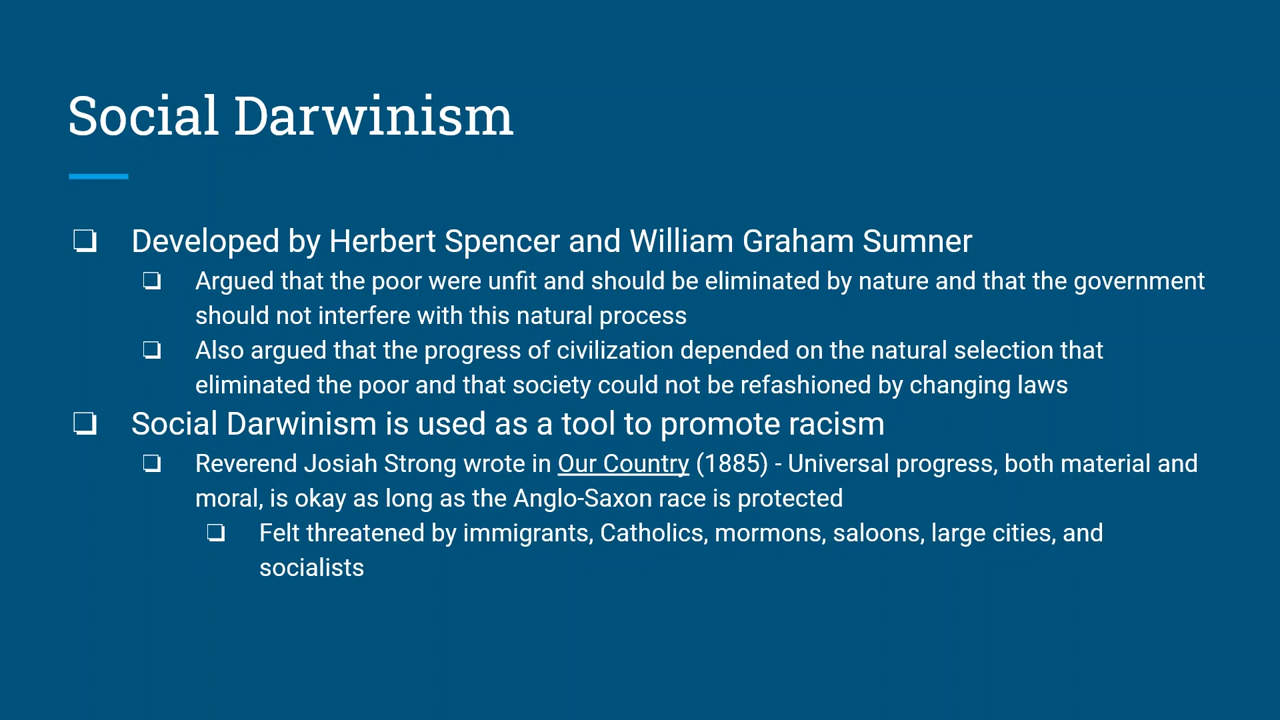 Social Darwinism
❏ Developed by Herbert Spencer and William Graham Sumner
❏ Argued that the poor were unfit and should be eliminated by nature and that the government
should not interfere with this natural process
❏ Also argued that the progress of civilization depended on the natural selection that
eliminated the poor and that society could not be refashioned by changing laws
❏ Social Darwinism is used as a tool to promote racism
❏ Reverend Josiah Strong wrote in Our Country (1885) - Universal progress, both material and
moral, is okay as long as the Anglo-Saxon race is protected
❏ Felt threatened by immigrants, Catholics, mormons, saloons, large cities, and
socialists